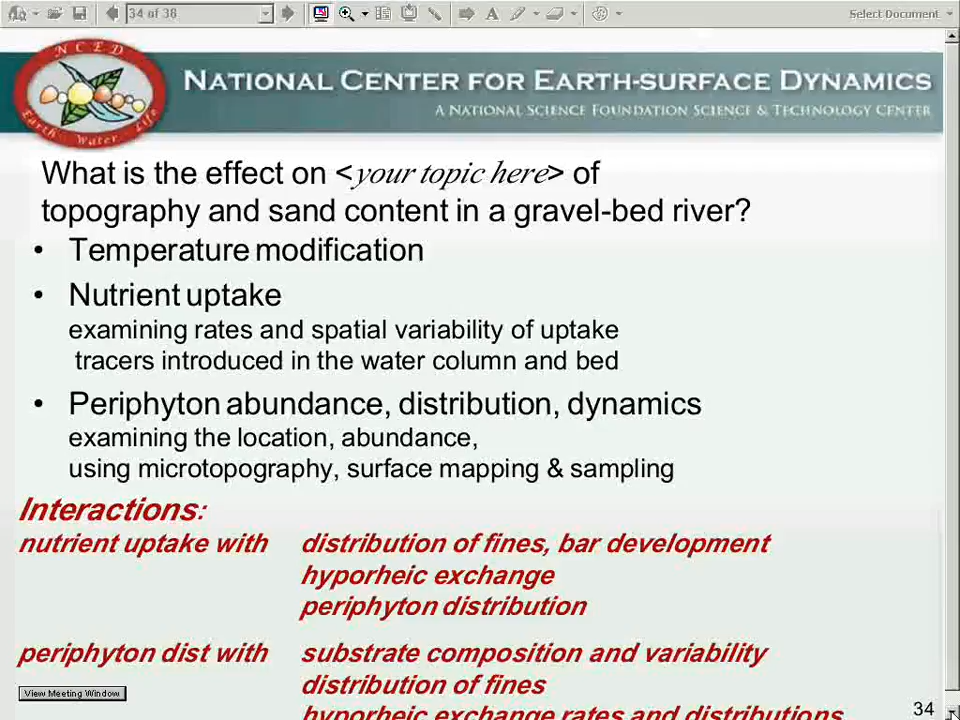 34 of 38
Select Document
NCED
Earth Water Life
NATIONAL CENTER FOR EARTH-SURFACE DYNAMICS
A NATIONAL SCIENCE FOUNDATION SCIENCE & TECHNOLOGY CENTER
What is the effect on <your topic here> of
topography and sand content in a gravel-bed river?
• Temperature modification
• Nutrient uptake
examining rates and spatial variability of uptake
tracers introduced in the water column and bed
• Periphyton abundance, distribution, dynamics
examining the location, abundance,
using microtopography, surface mapping & sampling
Interactions:
nutrient uptake with distribution of fines, bar development
hyporheic exchange
periphyton distribution
periphyton dist with substrate composition and variability
distribution of fines
hyporheic exchange rates and distributions
View Meeting Window
34